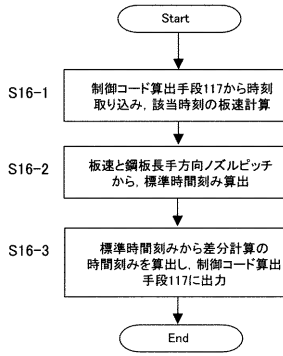 Start
S16-1
制御コード算出手段117から時刻
取り込み，該当時刻の板速計算
S16-2
板速と鋼板長手方向ノズルピッチ
から，標準時間刻み算出
S16-3
標準時間刻みから差分計算の
時間刻みを算出し，制御コード算出
手段117に出力
End